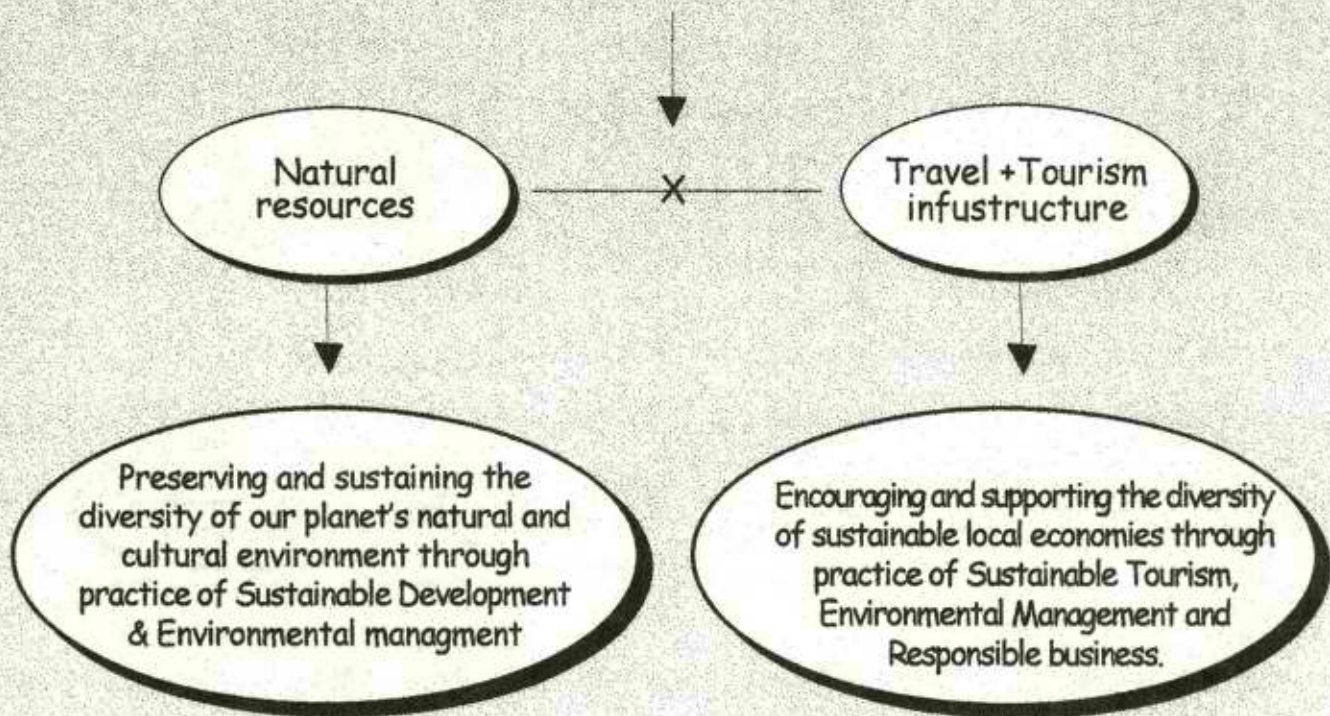 Natural
resources
X
Travel +Tourism
infustructure
Preserving and sustaining the
diversity of our planet's natural and
cultural environment through
practice of Sustainable Development
& Environmental managment
Encouraging and supporting the diversity
of sustainable local economies through
practice of Sustainable Tourism,
Environmental Management and
Responsible business.